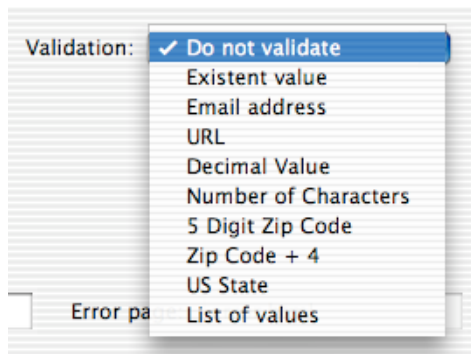 Validation: ✓ Do not validate
Existent value
Email address
URL
Decimal Value
Number of Characters
5 Digit Zip Code
Zip Code + 4
US State
Error page List of values